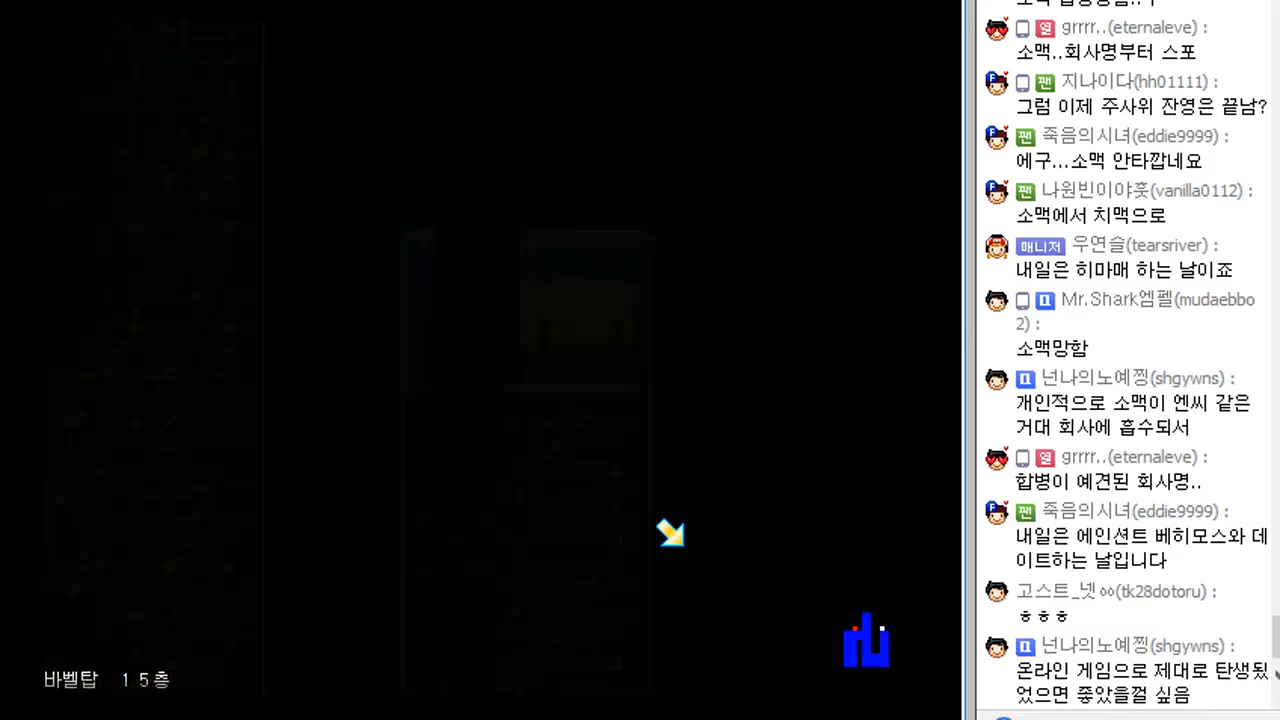 grrrr..(eternaleve) :
소맥..회사명부터 스포
팬 지나이다(hh01111) :
그럼 이제 주사위 잔영은 끝남?
팬 죽음의시녀(eddie9999) :
에구...소맥 안타깝네요
팬 나원빈이야훗(vanilla0112) :
소맥에서 치맥으로
매니저 우연슬(tearsriver) :
내일은 히마매 하는 날이죠
Mr.Shark엠펠(mudaebbo
2) :
소맥망함
넌나의노예찡(shgywns) :
개인적으로 소맥이 엔씨 같은
거대 회사에 흡수되서
열 grrrr..(eternaleve) :
합병이 예견된 회사명..
팬 죽음의시녀(eddie9999) :
내일은 에인션트 베히모스와 데
이트하는 날입니다
고스트_넷ㅇㅇ(tk28dotoru) :
ㅎㅎㅎ
넌나의노예찡(shgywns) :
온라인 게임으로 제대로 탄생됬
었으면 좋았을껄 싶음
바벨탑 15층